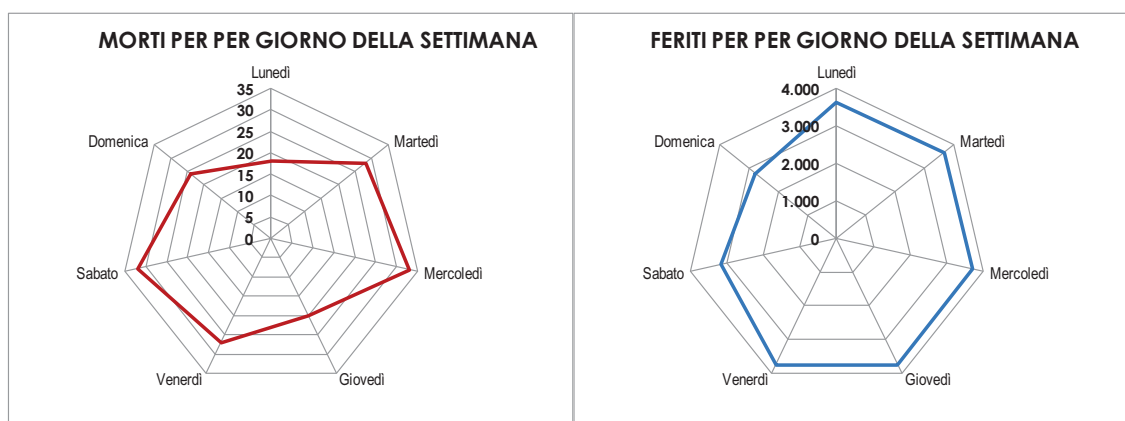 MORTI PER PER GIORNO DELLA SETTIMANA
Lunedì
35
30
25
20
15
10
5
0
Martedì
Mercoledì
Giovedì
Venerdì
Sabato
Domenica
FERITI PER PER GIORNO DELLA SETTIMANA
Lunedì
4.000
3.000
2.000
1.000
0
Martedì
Mercoledì
Giovedì
Venerdì
Sabato
Domenica